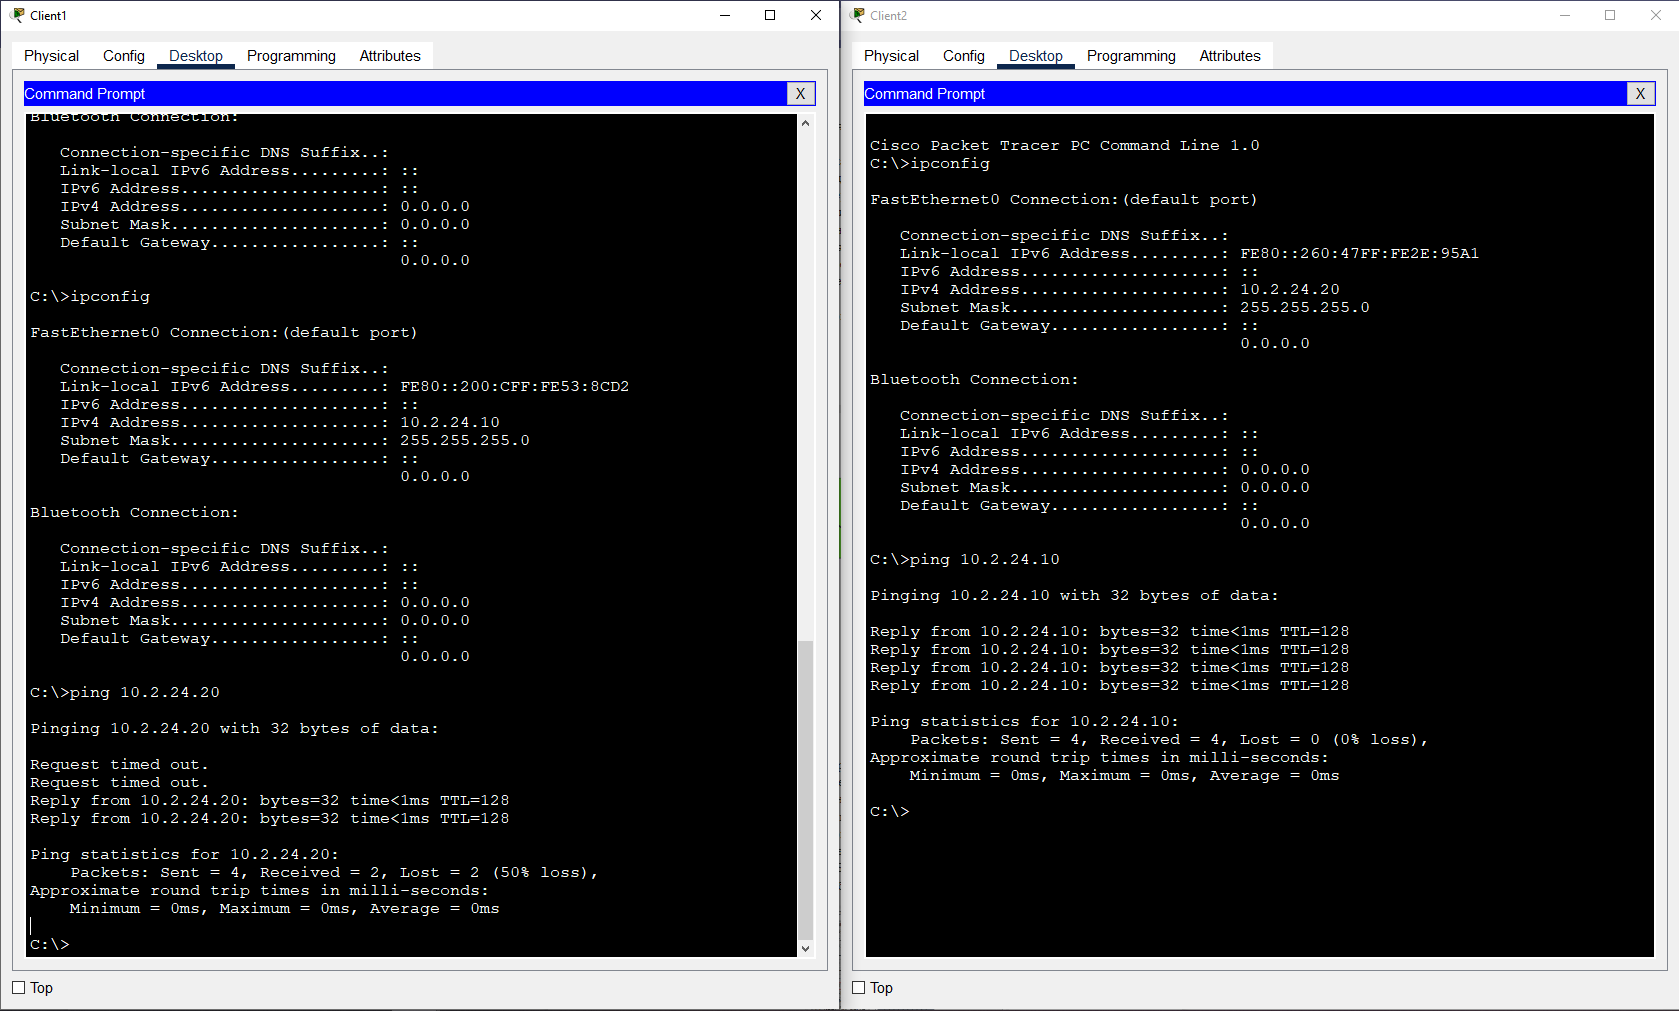 Client1
Physical Config Desktop Programming Attributes
Command Prompt X
Bluetooth Connection:
Connection-specific DNS Suffix..:
Link-local IPv6 Address.........: ::
IPv6 Address....................: ::
IPv4 Address....................: 0.0.0.0
Subnet Mask.....................: 0.0.0.0
Default Gateway.................: ::
0.0.0.0
C:\>ipconfig
FastEthernet0 Connection:(default port)
Connection-specific DNS Suffix..:
Link-local IPv6 Address.........: FE80::200:CFF:FE53:8CD2
IPv6 Address....................: ::
IPv4 Address....................: 10.2.24.10
Subnet Mask.....................: 255.255.255.0
Default Gateway.................: ::
0.0.0.0
Bluetooth Connection:
Connection-specific DNS Suffix..:
Link-local IPv6 Address.........: ::
IPv6 Address....................: ::
IPv4 Address....................: 0.0.0.0
Subnet Mask.....................: 0.0.0.0
Default Gateway.................: ::
0.0.0.0
C:\>ping 10.2.24.20
Pinging 10.2.24.20 with 32 bytes of data:
Request timed out.
Request timed out.
Reply from 10.2.24.20: bytes=32 time<1ms TTL=128
Reply from 10.2.24.20: bytes=32 time<1ms TTL=128
Ping statistics for 10.2.24.20:
Packets: Sent = 4, Received = 2, Lost = 2 (50% loss),
Approximate round trip times in milli-seconds:
Minimum = 0ms, Maximum = 0ms, Average = 0ms
C:\>
Top
Client2
Physical Config Desktop Programming Attributes
Command Prompt X
Cisco Packet Tracer PC Command Line 1.0
C:\>ipconfig
FastEthernet0 Connection:(default port)
Connection-specific DNS Suffix..:
Link-local IPv6 Address.........: FE80::260:47FF:FE2E:95A1
IPv6 Address....................: ::
IPv4 Address....................: 10.2.24.20
Subnet Mask.....................: 255.255.255.0
Default Gateway.................: ::
0.0.0.0
Bluetooth Connection:
Connection-specific DNS Suffix..:
Link-local IPv6 Address.........: ::
IPv6 Address....................: ::
IPv4 Address....................: 0.0.0.0
Subnet Mask.....................: 0.0.0.0
Default Gateway.................: ::
0.0.0.0
C:\>ping 10.2.24.10
Pinging 10.2.24.10 with 32 bytes of data:
Reply from 10.2.24.10: bytes=32 time<1ms TTL=128
Reply from 10.2.24.10: bytes=32 time<1ms TTL=128
Reply from 10.2.24.10: bytes=32 time<1ms TTL=128
Reply from 10.2.24.10: bytes=32 time<1ms TTL=128
Ping statistics for 10.2.24.10:
Packets: Sent = 4, Received = 4, Lost = 0 (0% loss),
Approximate round trip times in milli-seconds:
Minimum = 0ms, Maximum = 0ms, Average = 0ms
C:\>
Top